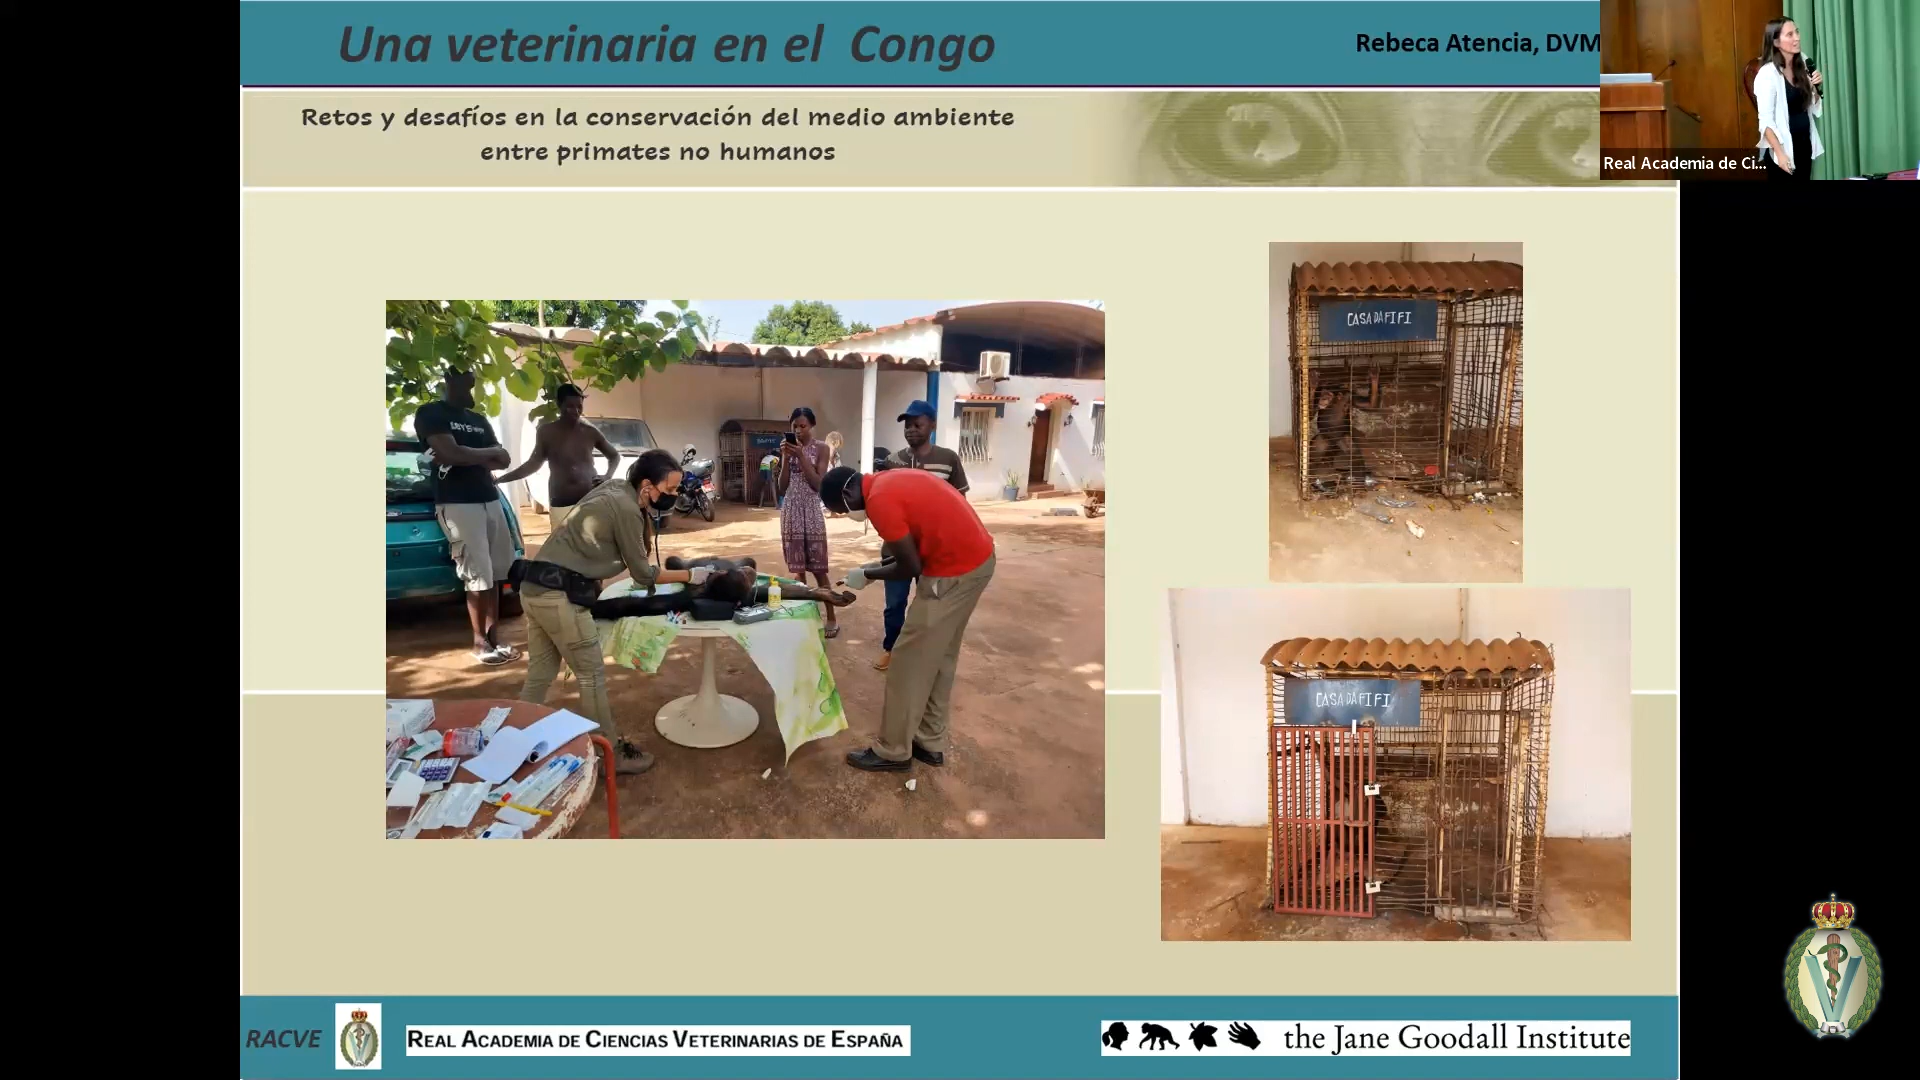 Una veterinaria en el Congo
Rebeca Atencia, DVM
Retos y desafíos en la conservación del medio ambiente
entre primates no humanos
Real Academia de Ci...
CASA DA FIFI
CASA DA FIFI
RACVE
REAL ACADEMIA DE CIENCIAS VETERINARIAS DE ESPAÑA
the Jane Goodall Institute